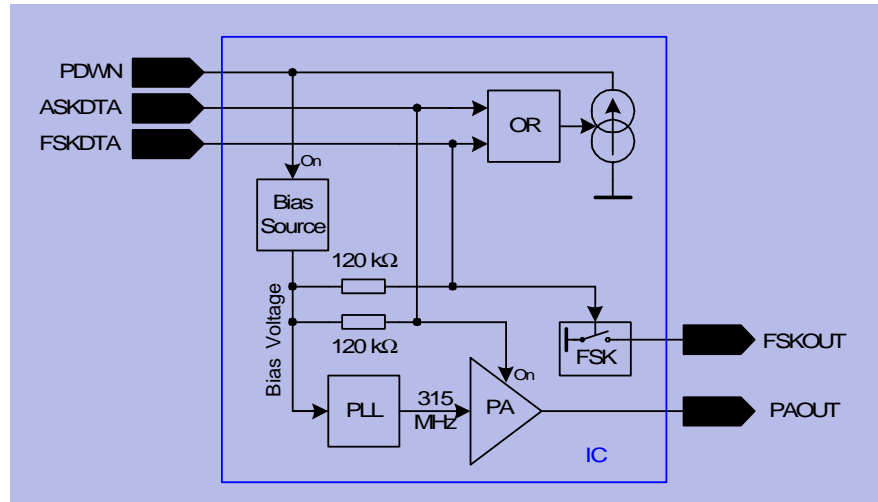 PDWN
ASKDTA
FSKDTA
OR
On
Bias
Source
120 kΩ
Bias Voltage
120 kΩ
FSK
FSKOUT
On
PLL
315
MHz
PA
PAOUT
IC